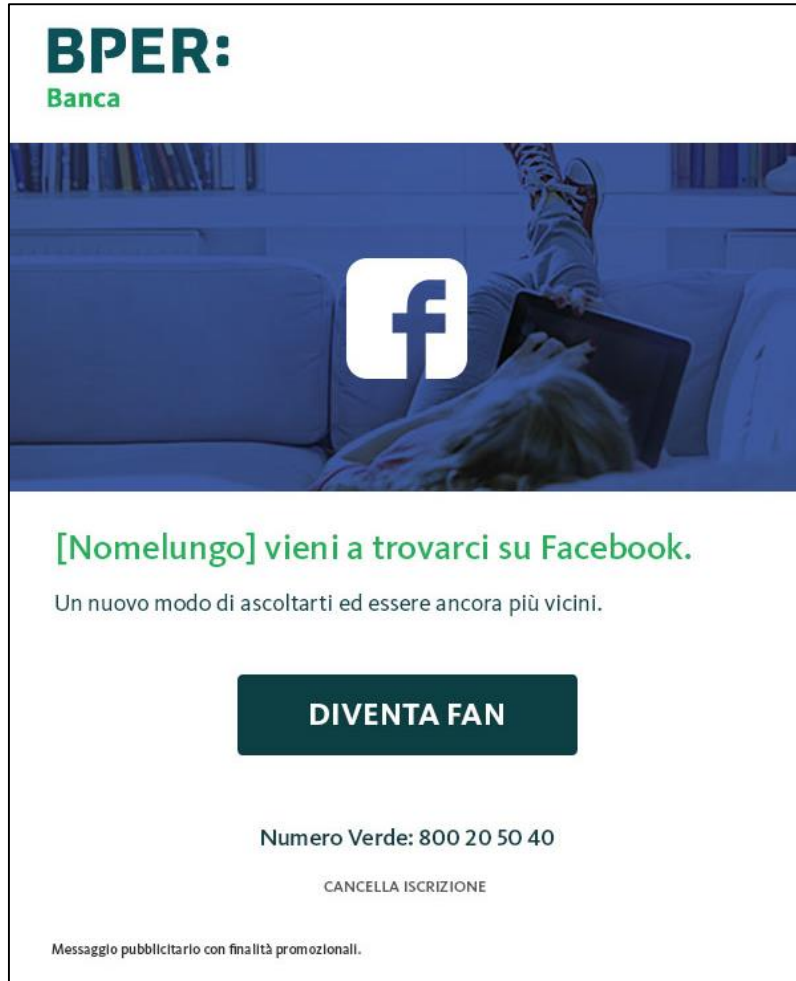 BPER:
Banca
f
[Nomelungo] vieni a trovarci su Facebook.
Un nuovo modo di ascoltarti ed essere ancora più vicini.
DIVENTA FAN
Numero Verde: 800 20 50 40
CANCELLA ISCRIZIONE
Messaggio pubblicitario con finalità promozionali.